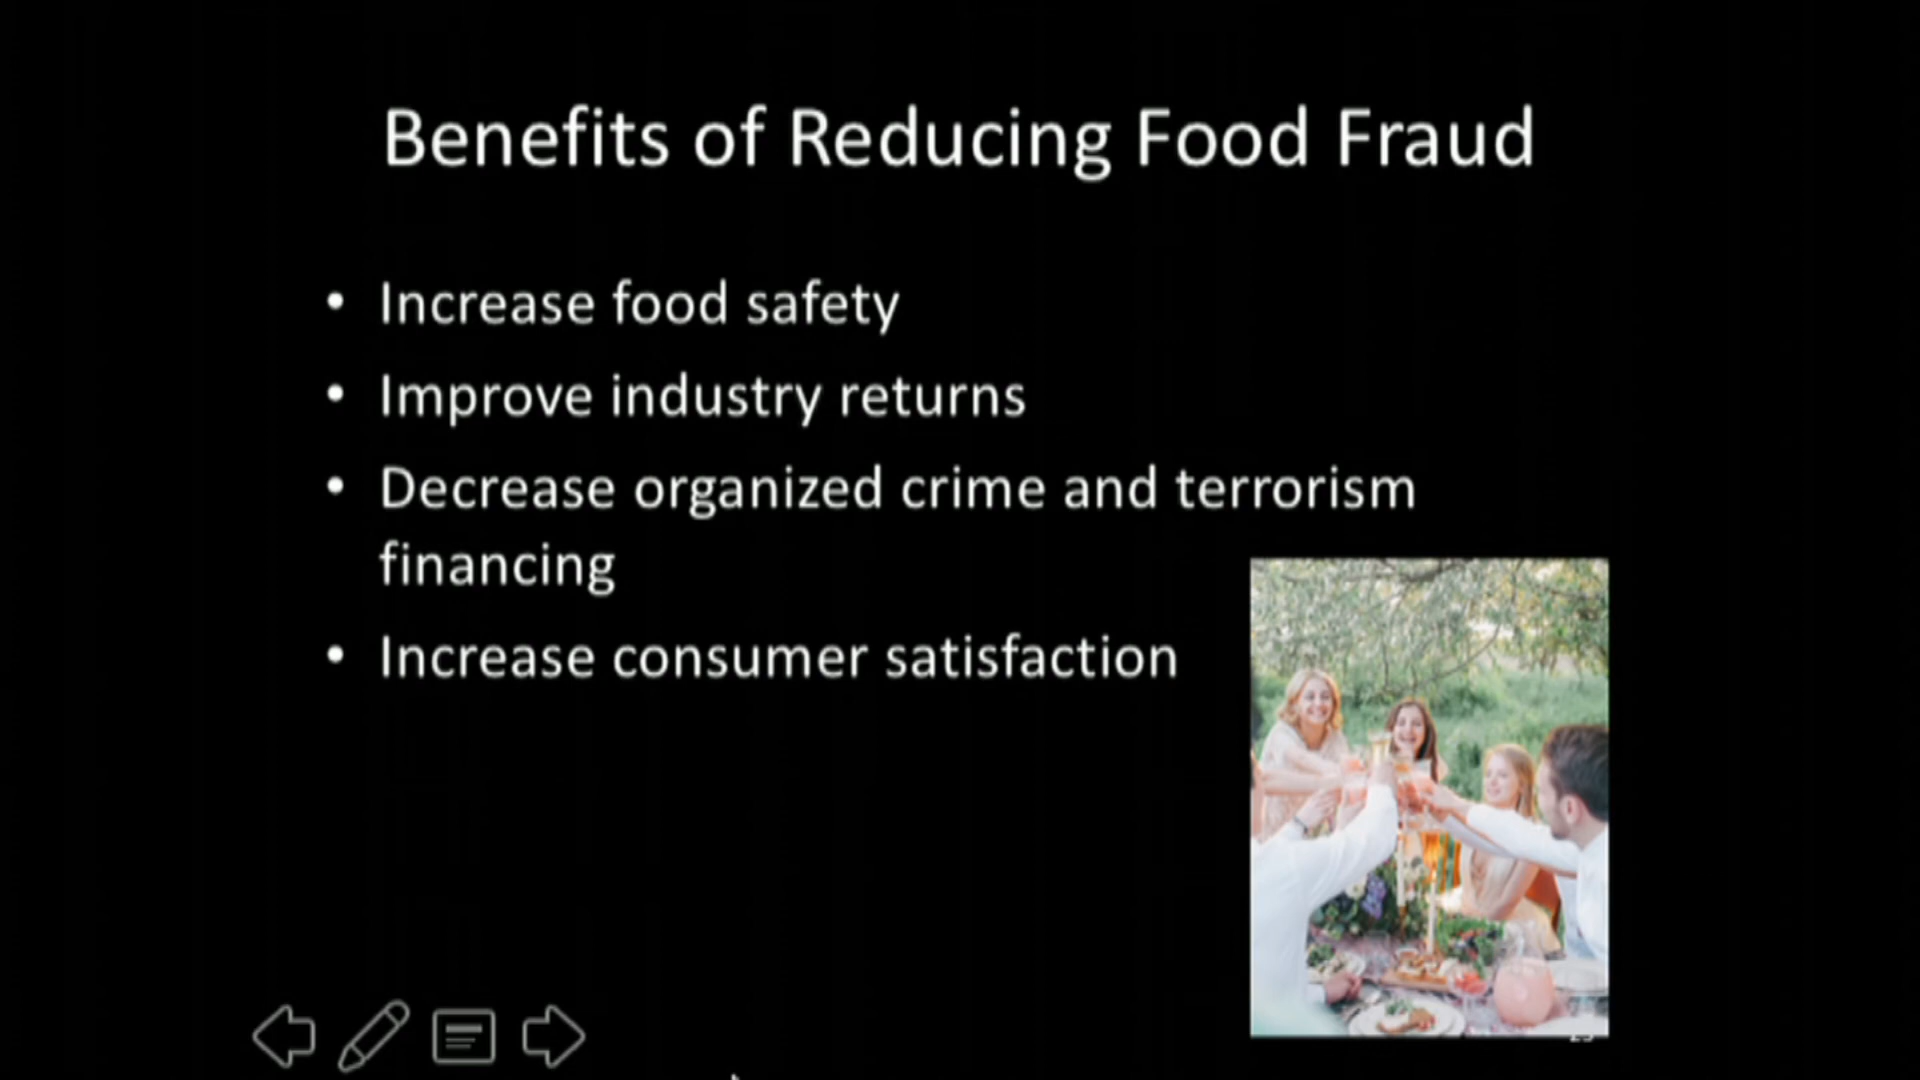 Benefits of Reducing Food Fraud
• Increase food safety
• Improve industry returns
• Decrease organized crime and terrorism
financing
• Increase consumer satisfaction